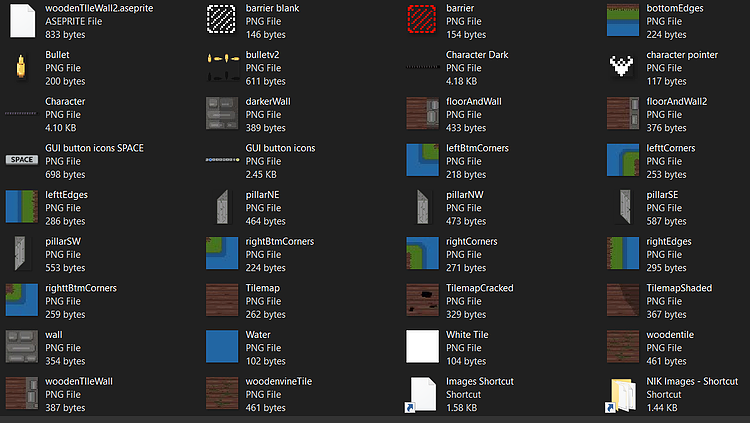 woodenTIleWall2.aseprite
ASEPRITE File
833 bytes
barrier blank
PNG File
146 bytes
barrier
PNG File
154 bytes
bottomEdges
PNG File
224 bytes
Bullet
PNG File
200 bytes
bulletv2
PNG File
611 bytes
Character Dark
PNG File
4.18 KB
character pointer
PNG File
117 bytes
Character
PNG File
4.10 KB
darkerWall
PNG File
389 bytes
floorAndWall
PNG File
433 bytes
floorAndWall2
PNG File
376 bytes
SPACE
GUI button icons SPACE
PNG File
698 bytes
GUI button icons
PNG File
2.45 KB
leftBtmCorners
PNG File
218 bytes
lefttCorners
PNG File
253 bytes
lefttEdges
PNG File
286 bytes
pillarNE
PNG File
464 bytes
pillarNW
PNG File
473 bytes
pillarSE
PNG File
587 bytes
pillarSW
PNG File
553 bytes
rightBtmCorners
PNG File
224 bytes
rightCorners
PNG File
271 bytes
rightEdges
PNG File
295 bytes
righttBtmCorners
PNG File
259 bytes
Tilemap
PNG File
262 bytes
TilemapCracked
PNG File
329 bytes
TilemapShaded
PNG File
367 bytes
wall
PNG File
354 bytes
Water
PNG File
102 bytes
White Tile
PNG File
104 bytes
woodentile
PNG File
461 bytes
woodenTIleWall
PNG File
387 bytes
woodenvineTile
PNG File
461 bytes
Images Shortcut
Shortcut
1.58 KB
NIK Images - Shortcut
Shortcut
1.44 KB